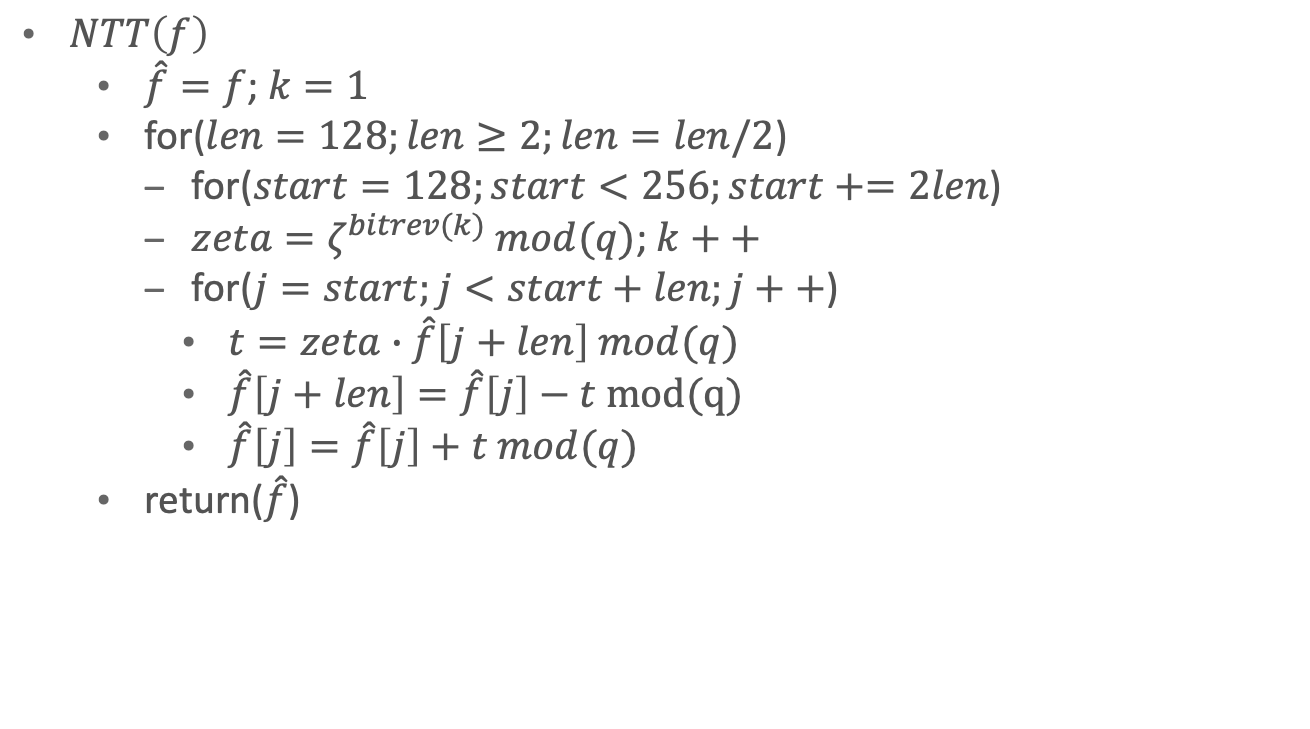 • NTT(f)
• f̂ = f; k = 1
• for(len = 128; len ≥ 2; len = len/2)
– for(start = 128; start < 256; start += 2len)
– zeta = ζ^bitrev(k) mod(q); k + +
– for(j = start; j < start + len; j + +)
• t = zeta · f̂[j + len] mod(q)
• f̂[j + len] = f̂[j] − t mod(q)
• f̂[j] = f̂[j] + t mod(q)
• return(f̂)